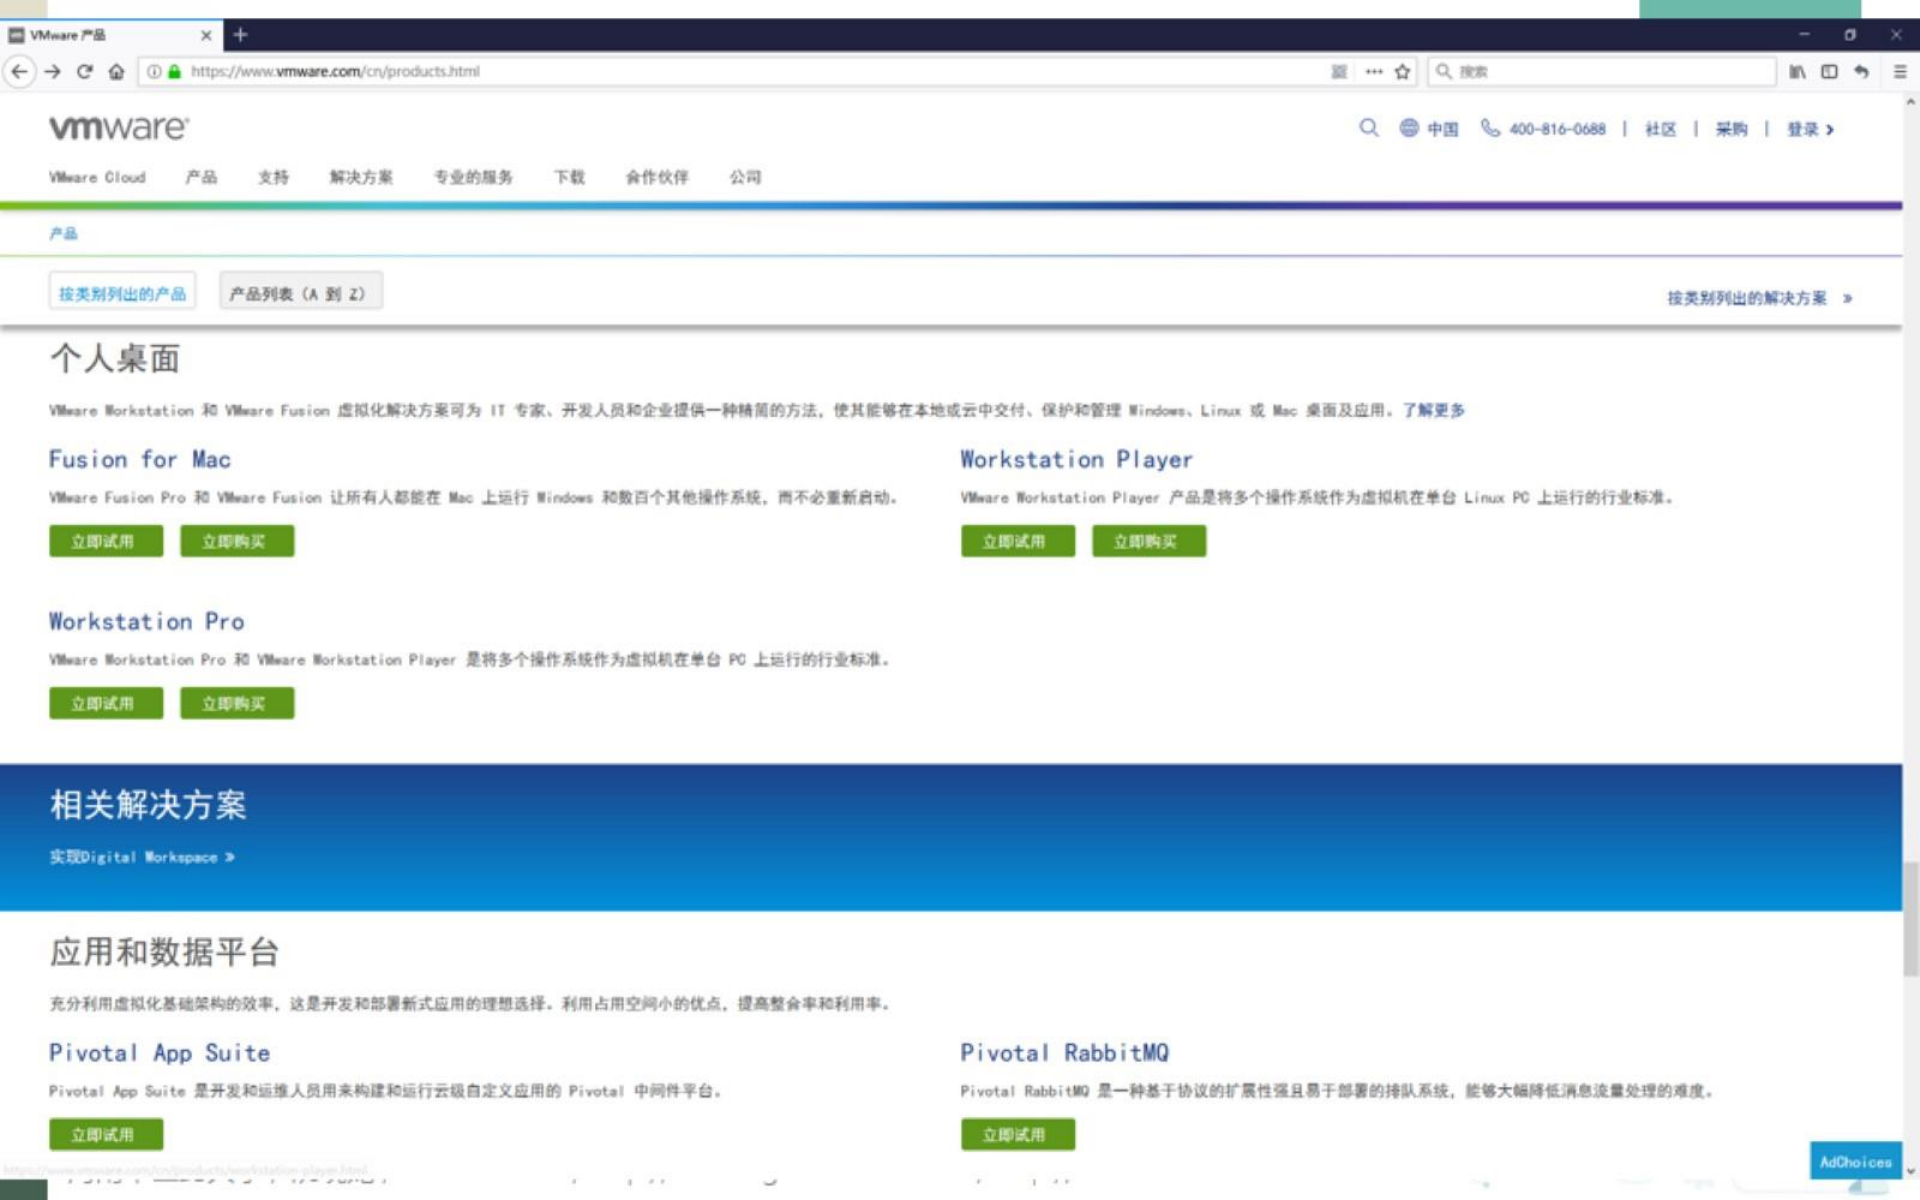 VMware 产品
https://www.vmware.com/cn/products.html
搜索
vmware
中国 400-816-0688 | 社区 | 采购 | 登录
VMware Cloud 产品 支持 解决方案 专业的服务 下载 合作伙伴 公司
产品
按类别列出的产品 产品列表 (A 到 Z) 按类别列出的解决方案 »
个人桌面
VMware Workstation 和 VMware Fusion 虚拟化解决方案可为 IT 专家、开发人员和企业提供一种精简的方法，使其能够在本地或云中交付、保护和管理 Windows、Linux 或 Mac 桌面及应用。了解更多
Fusion for Mac
VMware Fusion Pro 和 VMware Fusion 让所有人都能在 Mac 上运行 Windows 和数百个其他操作系统，而不必重新启动。
立即试用 立即购买
Workstation Player
VMware Workstation Player 产品是将多个操作系统作为虚拟机在单台 Linux PC 上运行的行业标准。
立即试用 立即购买
Workstation Pro
VMware Workstation Pro 和 VMware Workstation Player 是将多个操作系统作为虚拟机在单台 PC 上运行的行业标准。
立即试用 立即购买
相关解决方案
实现Digital Workspace »
应用和数据平台
充分利用虚拟化基础架构的效率，这是开发和部署新式应用的理想选择。利用占用空间小的优点，提高整合率和利用率。
Pivotal App Suite
Pivotal App Suite 是开发和运维人员用来构建和运行云级自定义应用的 Pivotal 中间件平台。
立即试用
Pivotal RabbitMQ
Pivotal RabbitMQ 是一种基于协议的扩展性强且易于部署的排队系统，能够大幅降低消息流量处理的难度。
立即试用
AdChoices
https://www.vmware.com/cn/products/workstation-player.html